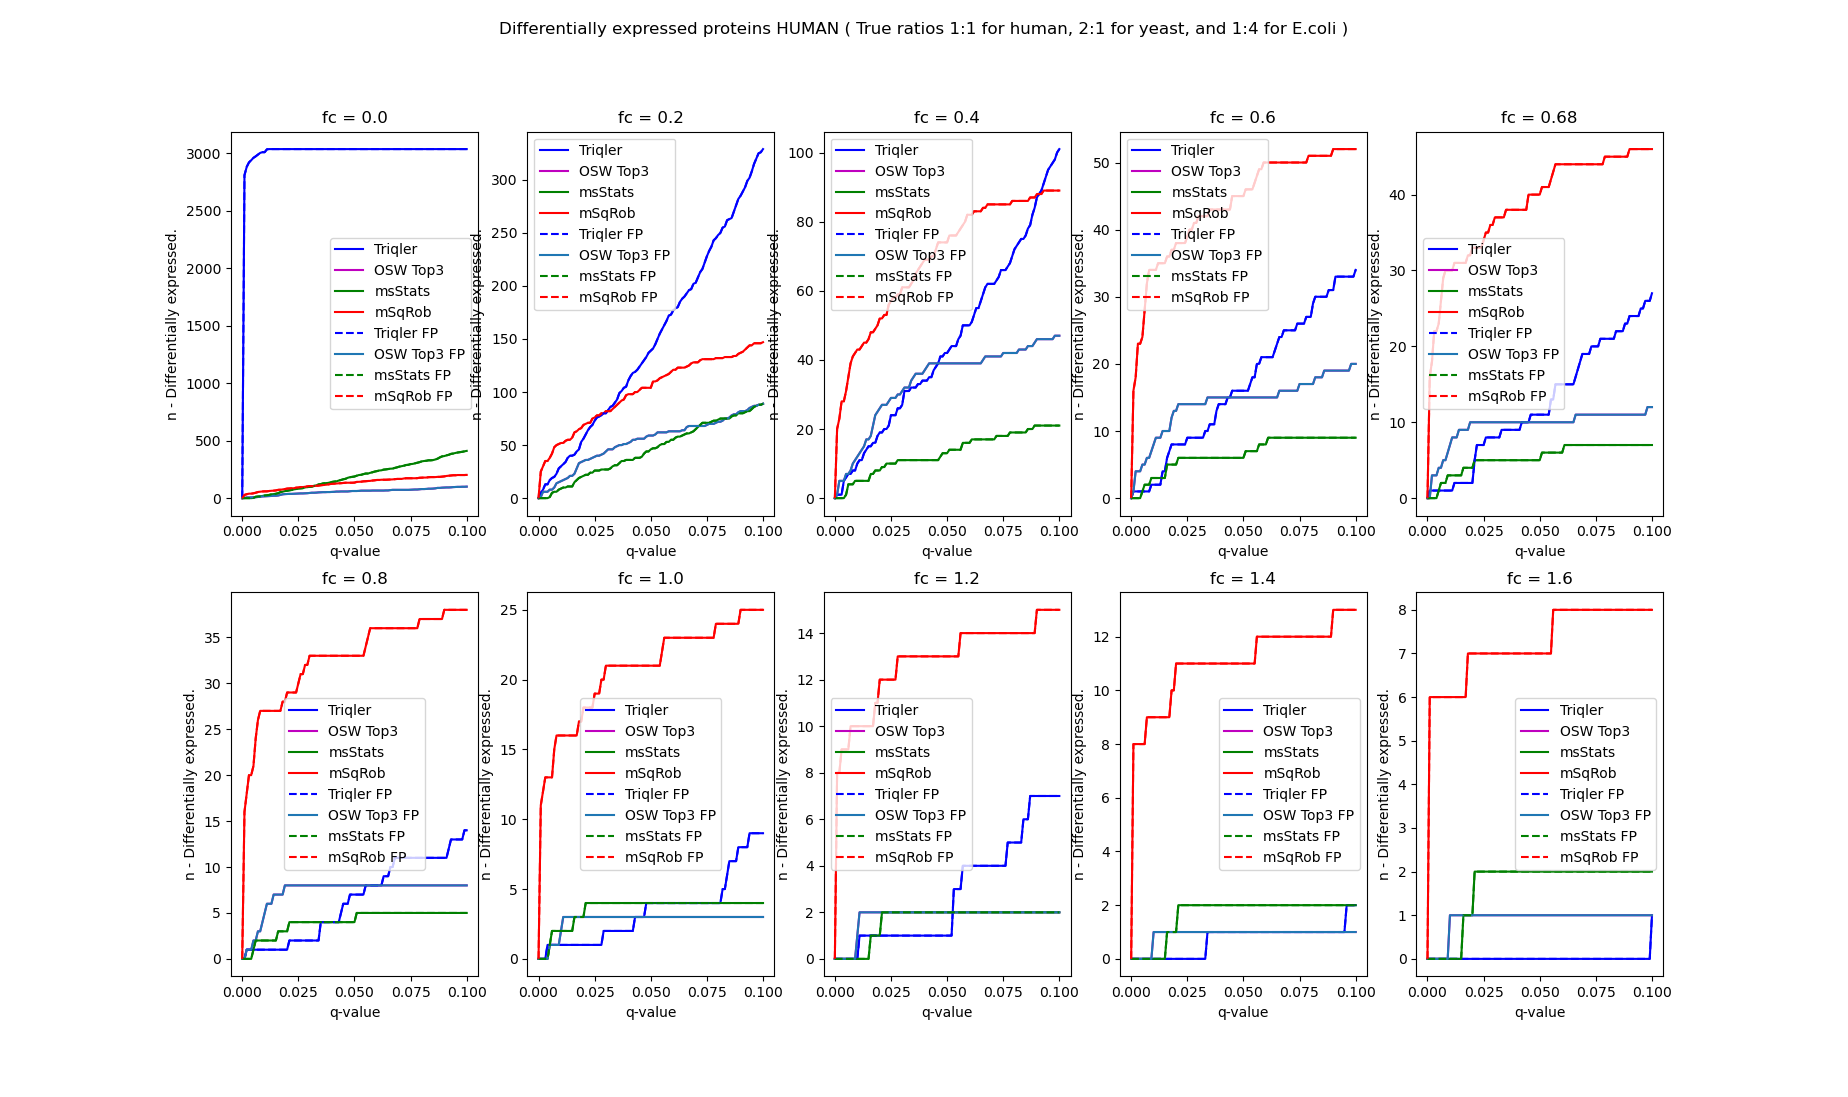 Differentially expressed proteins HUMAN ( True ratios 1:1 for human, 2:1 for yeast, and 1:4 for E.coli )
fc = 0.0
n - Differentially expressed.
3000
2500
2000
1500
1000
500
0
Triqler
OSW Top3
msStats
mSqRob
Triqler FP
OSW Top3 FP
msStats FP
mSqRob FP
0.000 0.025 0.050 0.075 0.100
q-value
fc = 0.2
n - Differentially expressed.
300
250
200
150
100
50
0
Triqler
OSW Top3
msStats
mSqRob
Triqler FP
OSW Top3 FP
msStats FP
mSqRob FP
0.000 0.025 0.050 0.075 0.100
q-value
fc = 0.4
n - Differentially expressed.
100
80
60
40
20
0
Triqler
OSW Top3
msStats
mSqRob
Triqler FP
OSW Top3 FP
msStats FP
mSqRob FP
0.000 0.025 0.050 0.075 0.100
q-value
fc = 0.6
n - Differentially expressed.
50
40
30
20
10
0
Triqler
OSW Top3
msStats
mSqRob
Triqler FP
OSW Top3 FP
msStats FP
mSqRob FP
0.000 0.025 0.050 0.075 0.100
q-value
fc = 0.68
n - Differentially expressed.
40
30
20
10
0
Triqler
OSW Top3
msStats
mSqRob
Triqler FP
OSW Top3 FP
msStats FP
mSqRob FP
0.000 0.025 0.050 0.075 0.100
q-value
fc = 0.8
n - Differentially expressed.
35
30
25
20
15
10
5
0
Triqler
OSW Top3
msStats
mSqRob
Triqler FP
OSW Top3 FP
msStats FP
mSqRob FP
0.000 0.025 0.050 0.075 0.100
q-value
fc = 1.0
n - Differentially expressed.
25
20
15
10
5
0
Triqler
OSW Top3
msStats
mSqRob
Triqler FP
OSW Top3 FP
msStats FP
mSqRob FP
0.000 0.025 0.050 0.075 0.100
q-value
fc = 1.2
n - Differentially expressed.
14
12
10
8
6
4
2
0
Triqler
OSW Top3
msStats
mSqRob
Triqler FP
OSW Top3 FP
msStats FP
mSqRob FP
0.000 0.025 0.050 0.075 0.100
q-value
fc = 1.4
n - Differentially expressed.
12
10
8
6
4
2
0
Triqler
OSW Top3
msStats
mSqRob
Triqler FP
OSW Top3 FP
msStats FP
mSqRob FP
0.000 0.025 0.050 0.075 0.100
q-value
fc = 1.6
n - Differentially expressed.
8
7
6
5
4
3
2
1
0
Triqler
OSW Top3
msStats
mSqRob
Triqler FP
OSW Top3 FP
msStats FP
mSqRob FP
0.000 0.025 0.050 0.075 0.100
q-value